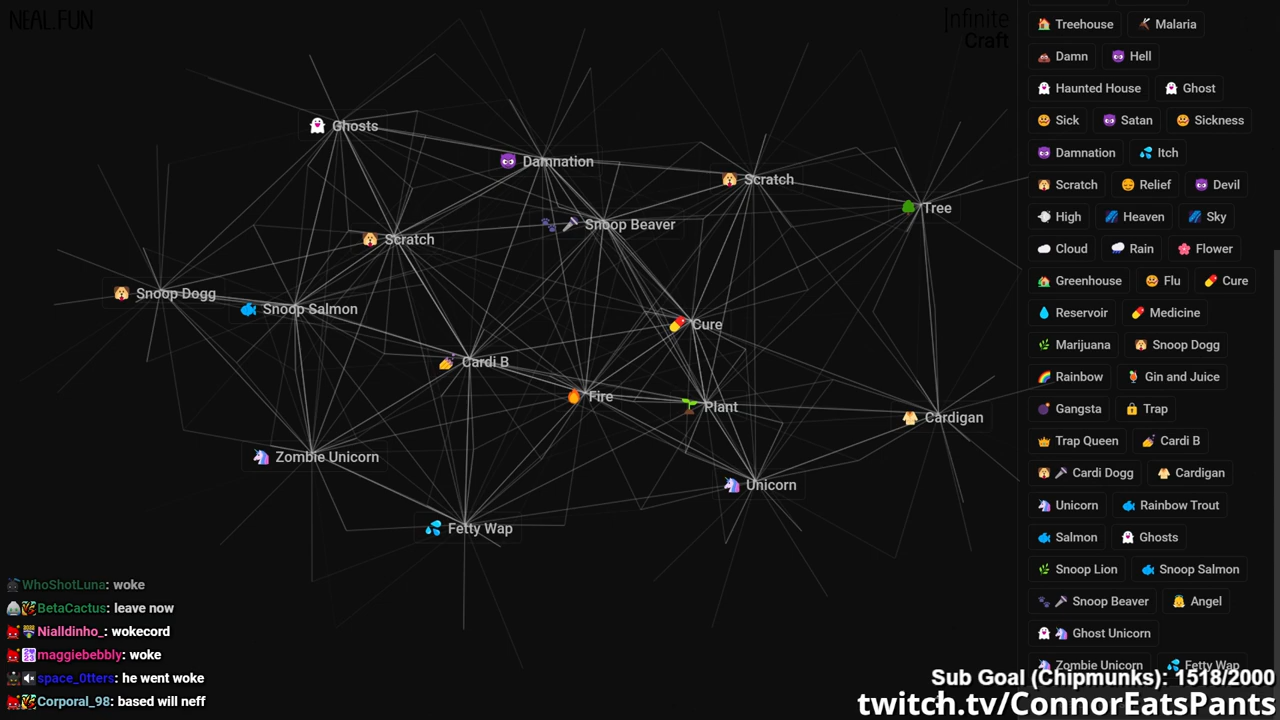 NEAL.FUN
Infinite
Craft
Ghosts
Damnation
Scratch
Tree
Snoop Beaver
Scratch
Snoop Dogg
Snoop Salmon
Cure
Cardi B
Fire
Plant
Cardigan
Zombie Unicorn
Unicorn
Fetty Wap
Treehouse Malaria
Damn Hell
Haunted House Ghost
Sick Satan Sickness
Damnation Itch
Scratch Relief Devil
High Heaven Sky
Cloud Rain Flower
Greenhouse Flu Cure
Reservoir Medicine
Marijuana Snoop Dogg
Rainbow Gin and Juice
Gangsta Trap
Trap Queen Cardi B
Cardi Dogg Cardigan
Unicorn Rainbow Trout
Salmon Ghosts
Snoop Lion Snoop Salmon
Snoop Beaver Angel
Ghost Unicorn
Zombie Unicorn Fetty Wap
WhoShotLuna: woke
BetaCactus: leave now
Nialldinho_: wokecord
maggiebebbly: woke
space_0tters: he went woke
Corporal_98: based will neff
Sub Goal (Chipmunks): 1518/2000
twitch.tv/ConnorEatsPants